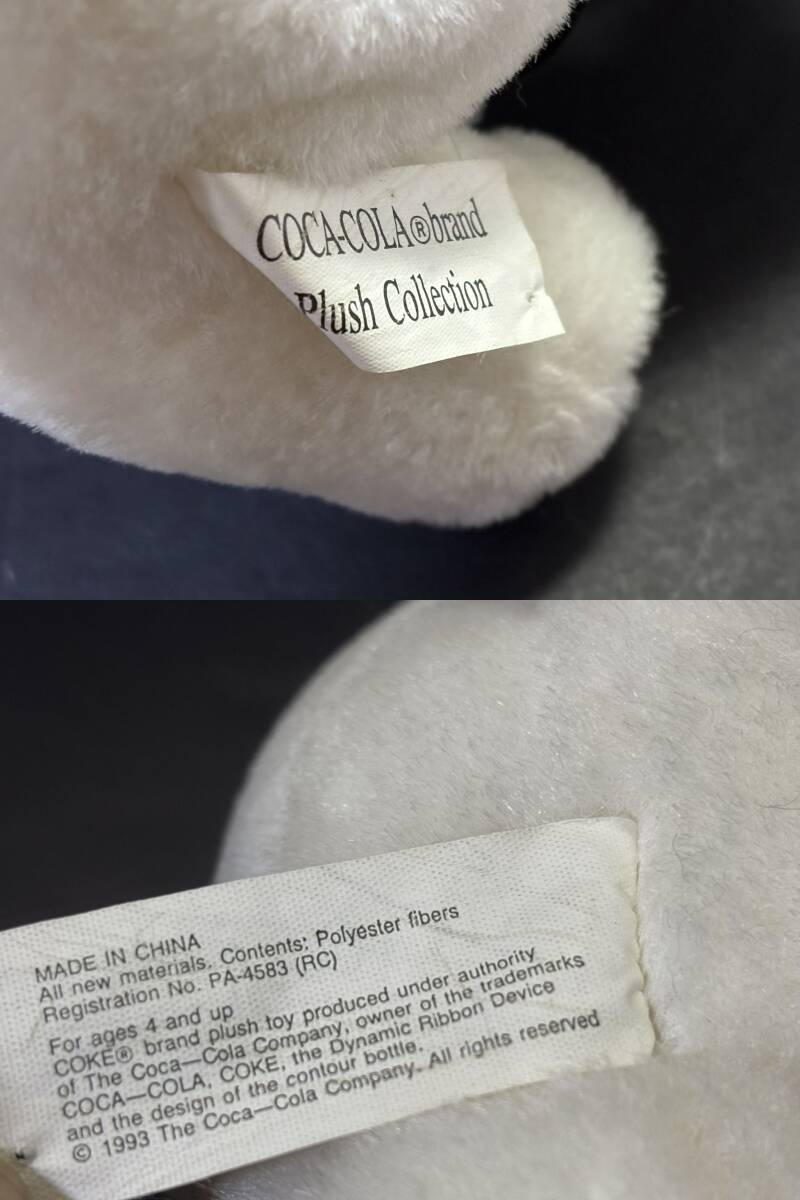 COCA-COLA®brand
Plush Collection
MADE IN CHINA
All new materials. Contents: Polyester fibers
Registration No. PA-4583 (RC)
For ages 4 and up
COKE® brand plush toy produced under authority
of The Coca—Cola Company, owner of the trademarks
COCA—COLA, COKE, the Dynamic Ribbon Device
and the design of the contour bottle.
© 1993 The Coca—Cola Company. All rights reserved